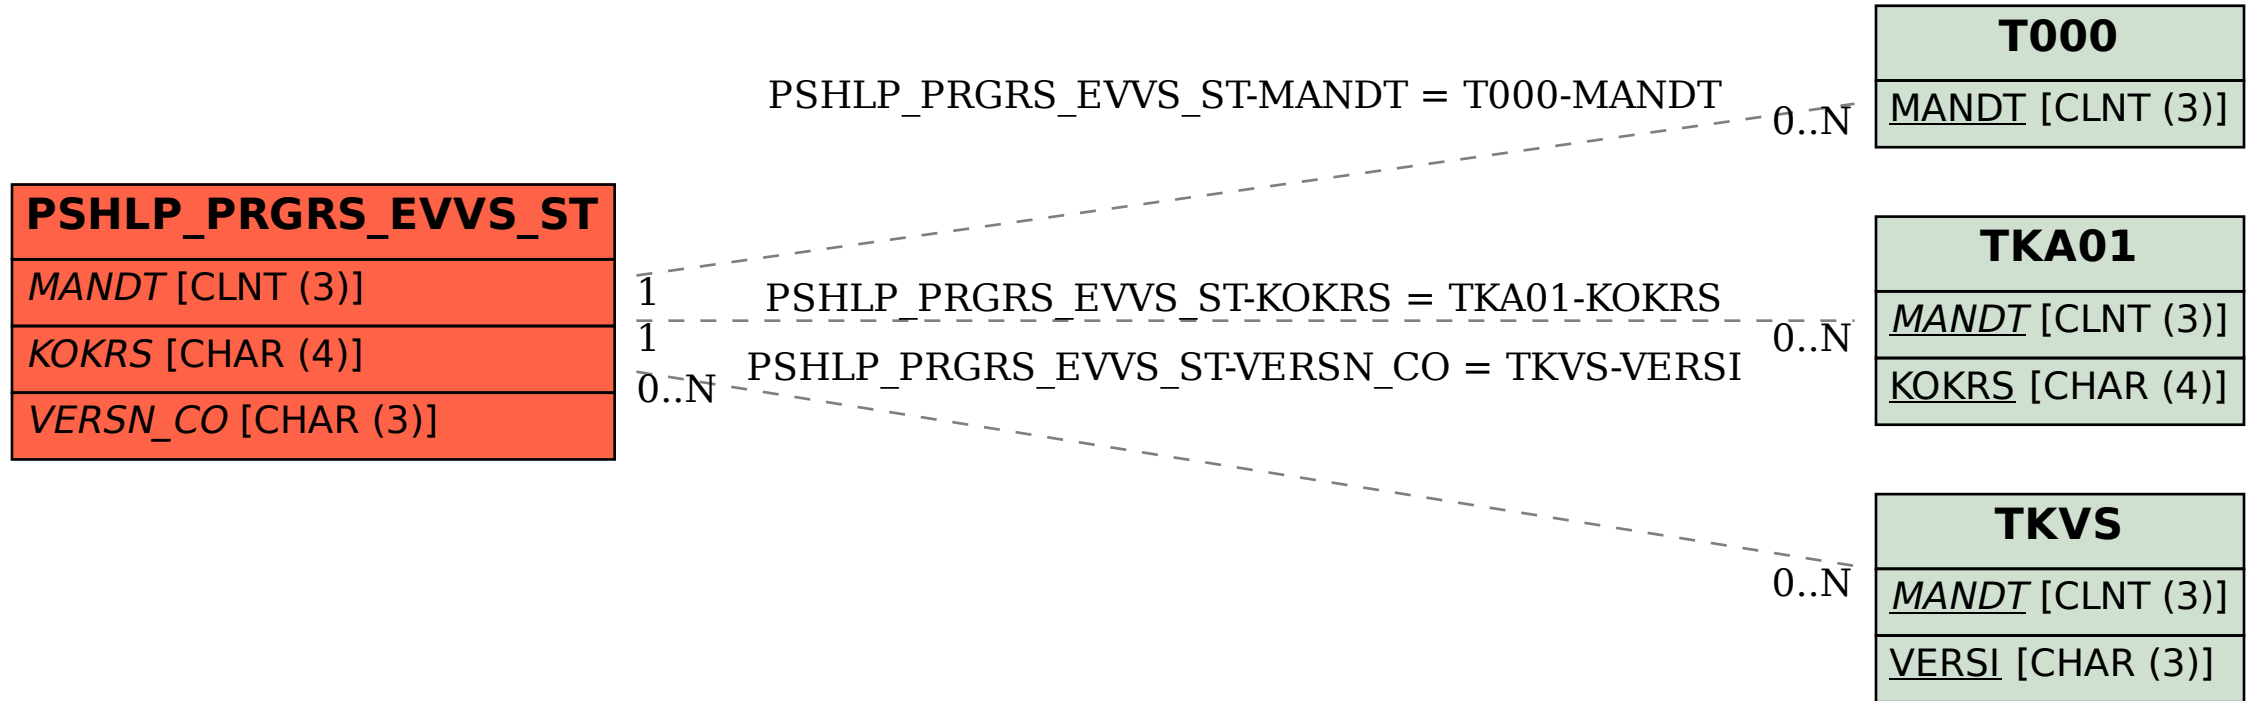 PSHLP_PRGRS_EVVS_ST
MANDT [CLNT (3)]
KOKRS [CHAR (4)]
VERSN_CO [CHAR (3)]
PSHLP_PRGRS_EVVS_ST-MANDT = T000-MANDT
1
0..N
PSHLP_PRGRS_EVVS_ST-KOKRS = TKA01-KOKRS
1
0..N
PSHLP_PRGRS_EVVS_ST-VERSN_CO = TKVS-VERSI
0..N
0..N
T000
MANDT [CLNT (3)]
TKA01
MANDT [CLNT (3)]
KOKRS [CHAR (4)]
TKVS
MANDT [CLNT (3)]
VERSI [CHAR (3)]